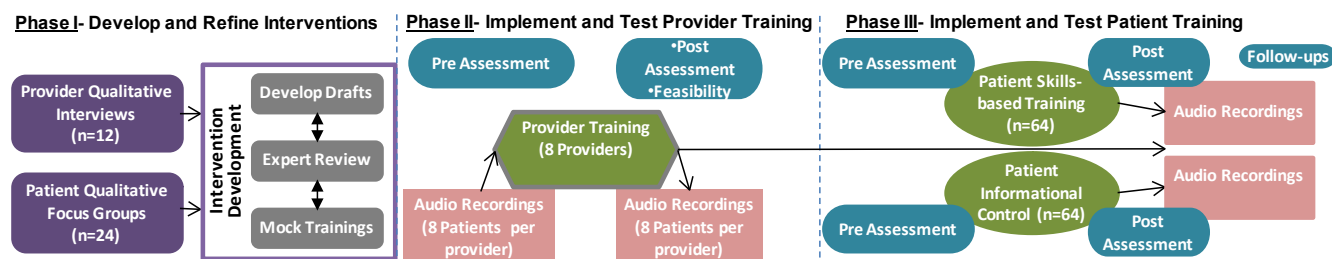 Phase I- Develop and Refine Interventions
Provider Qualitative
Interviews
(n=12)
Patient Qualitative
Focus Groups
(n=24)
Intervention
Development
Develop Drafts
Expert Review
Mock Trainings
Phase II- Implement and Test Provider Training
Pre Assessment
•Post
Assessment
•Feasibility
Provider Training
(8 Providers)
Audio Recordings
(8 Patients per
provider)
Audio Recordings
(8 Patients per
provider)
Phase III- Implement and Test Patient Training
Pre Assessment
Patient Skills-
based Training
(n=64)
Post
Assessment
Follow-ups
Audio Recordings
Patient
Informational
Control (n=64)
Audio Recordings
Pre Assessment
Post
Assessment